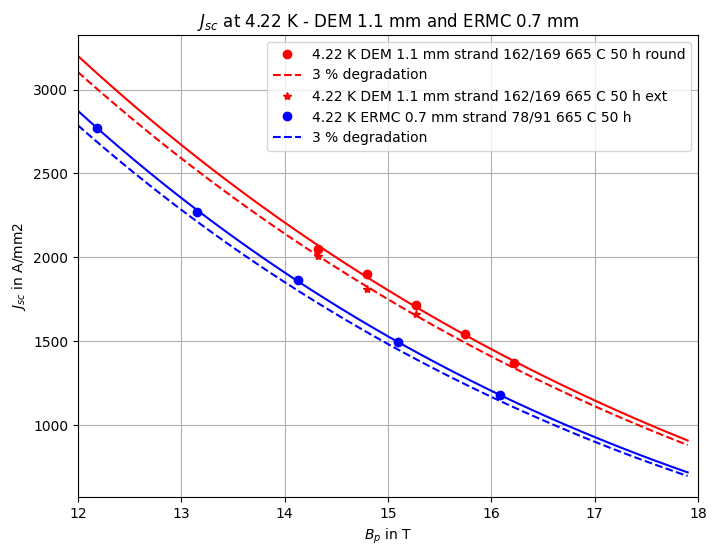 J_sc at 4.22 K - DEM 1.1 mm and ERMC 0.7 mm
4.22 K DEM 1.1 mm strand 162/169 665 C 50 h round
3 % degradation
4.22 K DEM 1.1 mm strand 162/169 665 C 50 h ext
4.22 K ERMC 0.7 mm strand 78/91 665 C 50 h
3 % degradation
J_sc in A/mm2
3000
2500
2000
1500
1000
12 13 14 15 16 17 18
B_p in T